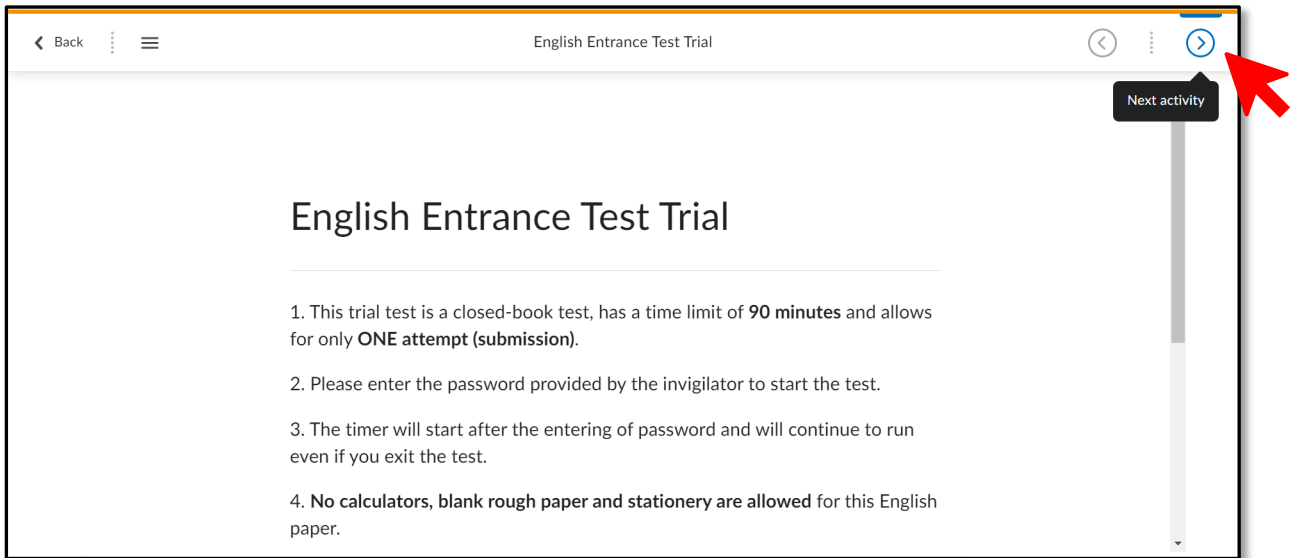 Back
English Entrance Test Trial
Next activity
English Entrance Test Trial
1. This trial test is a closed-book test, has a time limit of 90 minutes and allows
for only ONE attempt (submission).
2. Please enter the password provided by the invigilator to start the test.
3. The timer will start after the entering of password and will continue to run
even if you exit the test.
4. No calculators, blank rough paper and stationery are allowed for this English
paper.